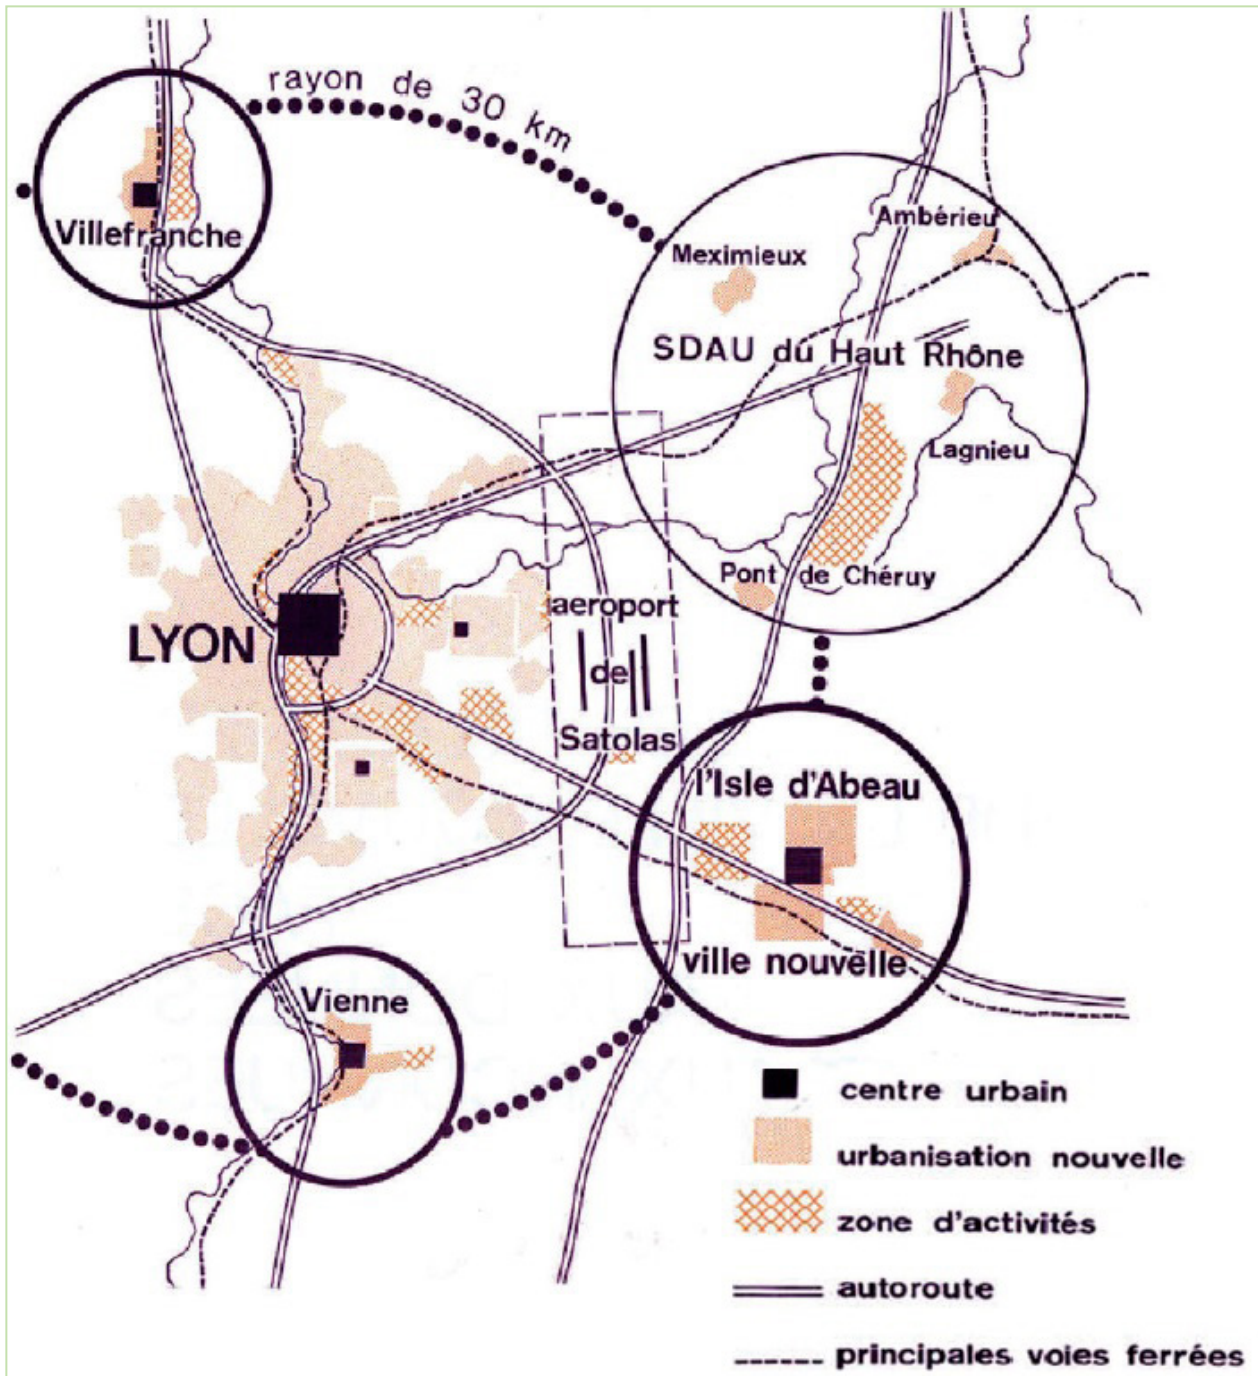 rayon de 30 km
Villefranche
Ambérieu
Meximieux
SDAU du Haut Rhône
Lagnieu
Pont de Chéruy
aeroport
de
Satolas
LYON
l'Isle d'Abeau
ville nouvelle
Vienne
centre urbain
urbanisation nouvelle
zone d'activités
autoroute
principales voies ferrées